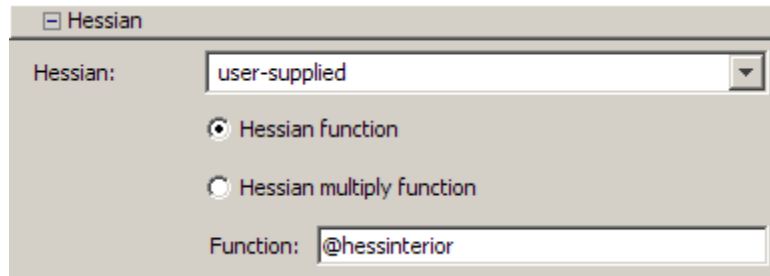 Hessian
Hessian: user-supplied
Hessian function
Hessian multiply function
Function: @hessinterior